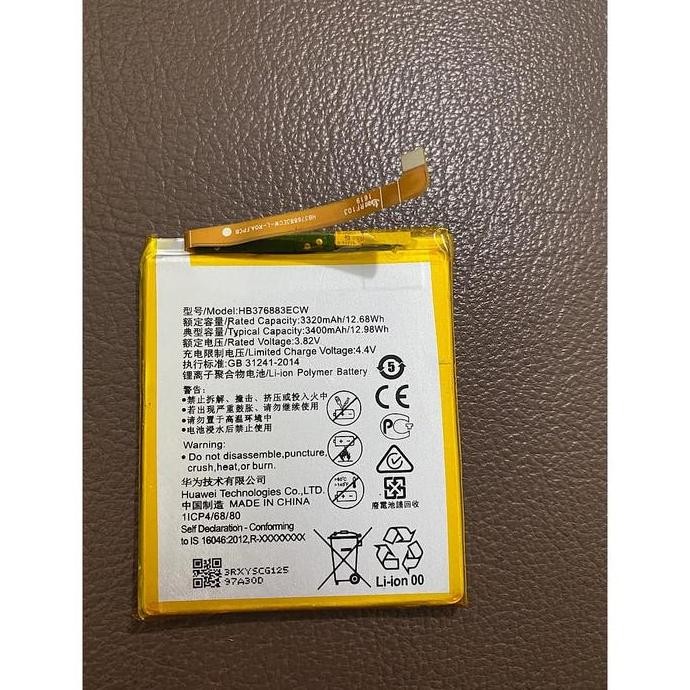 HB376883ECW-L-ROA.FPCB
RF103
1619
型号/Model:HB376883ECW
额定容量/Rated Capacity:3320mAh/12.68Wh
典型容量/Typical Capacity:3400mAh/12.98Wh
额定电压/Rated Voltage:3.82V
充电限制电压/Limited Charge Voltage:4.4V
执行标准:GB 31241-2014
锂离子聚合物电池/Li-ion Polymer Battery
5
警告:
•禁止拆解、撞击、挤压或投入火中
•若出现严重鼓胀、请勿继续使用
•请勿置于高温环境中
•电池浸水后禁止使用
CE
Warning:
• Do not disassemble,puncture,
crush,heat,or burn.
华为技术有限公司
Huawei Technologies Co.,LTD.
中国制造 MADE IN CHINA
1ICP4/68/80
Self Declaration - Conforming
to IS 16046:2012,R-XXXXXXXX
廢電池請回收
3RXYSCG125
97A30D
Li-ion 00